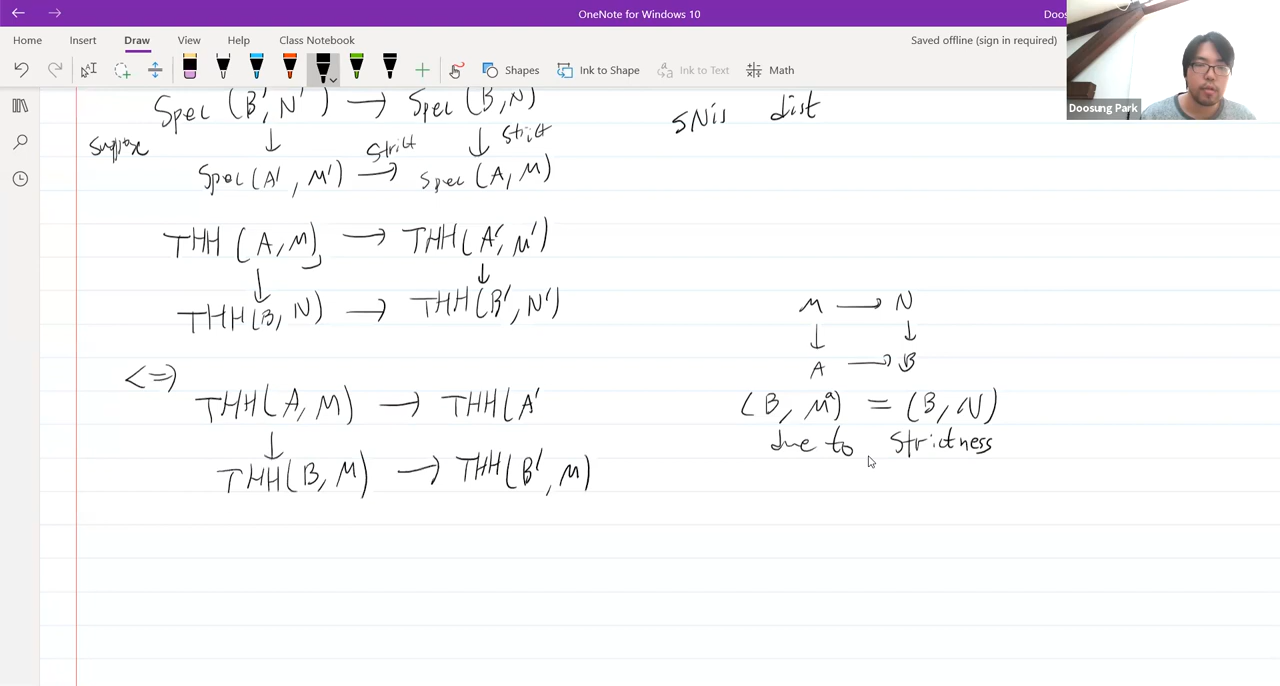 OneNote for Windows 10
Doos
Home Insert Draw View Help Class Notebook
Saved offline (sign in required)
Shapes Ink to Shape Ink to Text Math
Doosung Park
Spec (B', N') → Spec (B, N)
sNis dist
Suppose ↓ strict ↓ strict
Spec (A', M') → Spec (A, M)
THH (A, M) → THH (A', M')
↓ ↓
THH (B, N) → THH (B', N')
M → N
↓ ↓
A → B
<=>
THH (A, M) → THH (A'
(B, Mᵃ) = (B, N)
↓
due to strictness
THH (B, M) → THH (B', M)